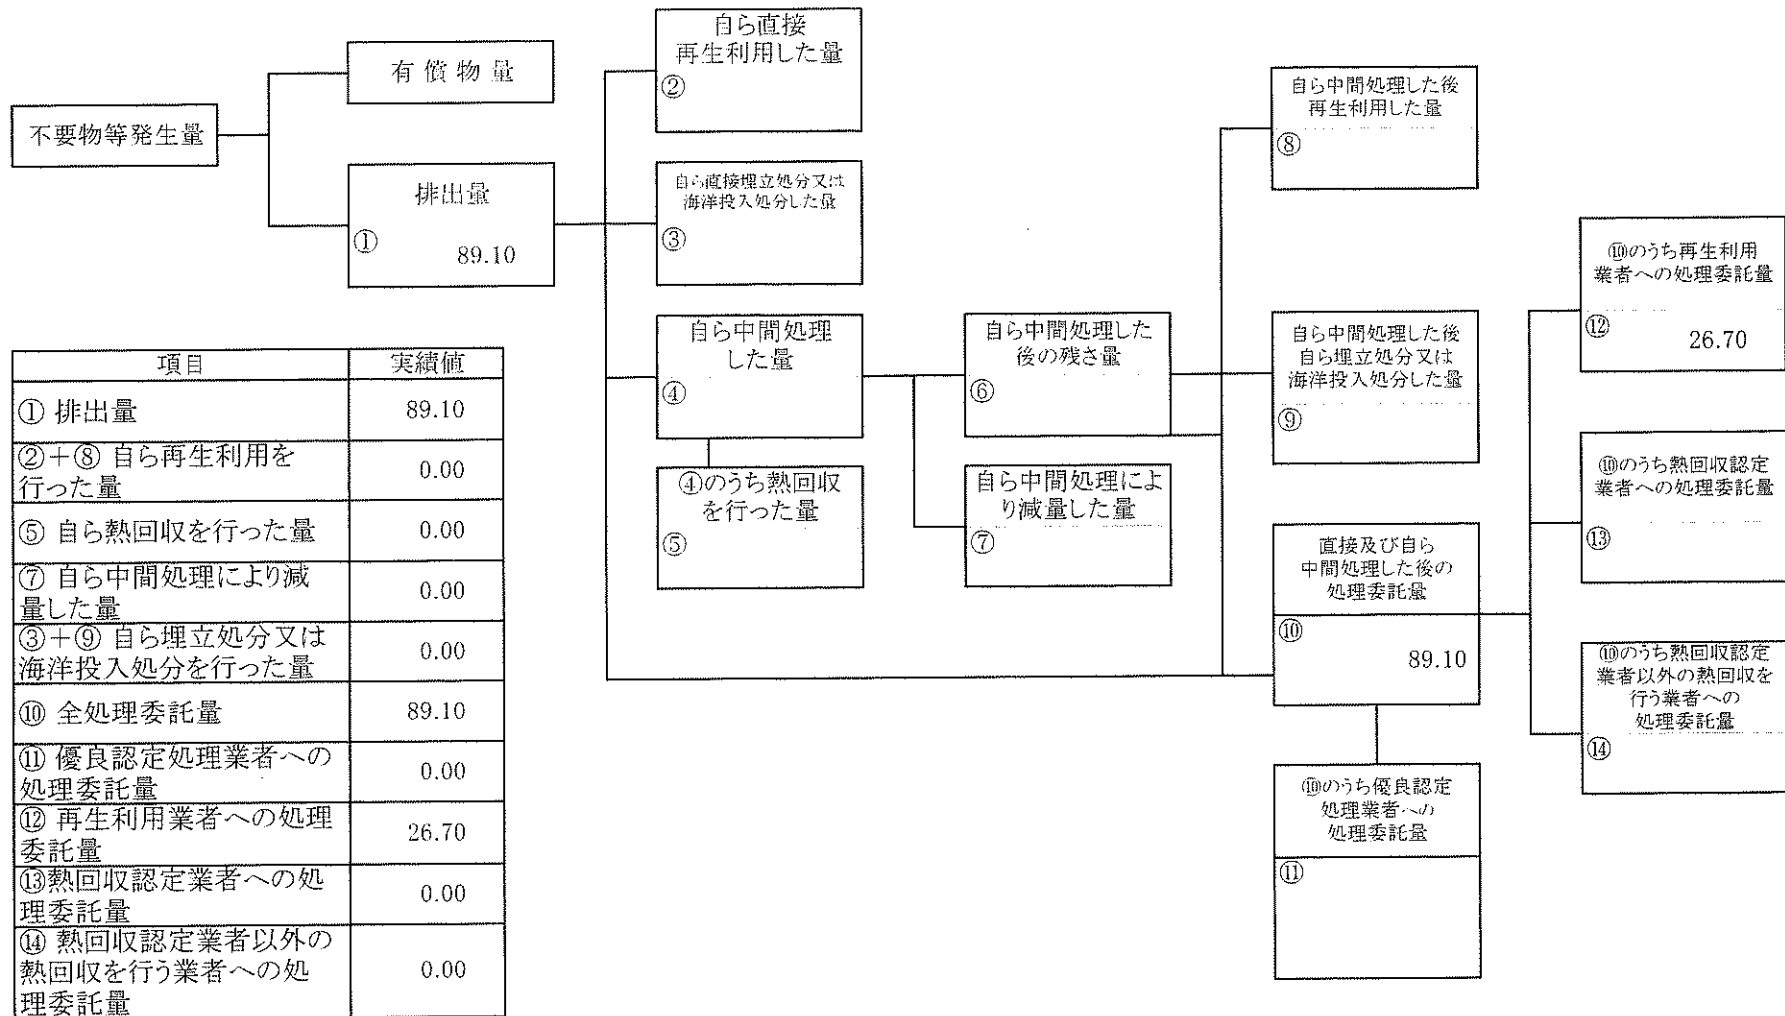 不要物等発生量
有償物量
排出量
①
89.10
自ら直接
再生利用した量
②
自ら直接埋立処分又は
海洋投入処分した量
③
自ら中間処理
した量
④
④のうち熱回収
を行った量
⑤
自ら中間処理した
後の残さ量
⑥
自ら中間処理によ
り減量した量
⑦
自ら中間処理した後
再生利用した量
⑧
自ら中間処理した後
自ら埋立処分又は
海洋投入処分した量
⑨
直接及び自ら
中間処理した後の
処理委託量
⑩
89.10
⑩のうち優良認定
処理業者への
処理委託量
⑪
⑩のうち再生利用
業者への処理委託量
⑫
26.70
⑩のうち熱回収認定
業者への処理委託量
⑬
⑩のうち熱回収認定
業者以外の熱回収を
行う業者への
処理委託量
⑭
項目 実績値
① 排出量 89.10
②+⑧ 自ら再生利用を
行った量 0.00
⑤ 自ら熱回収を行った量 0.00
⑦ 自ら中間処理により減
量した量 0.00
③+⑨ 自ら埋立処分又は
海洋投入処分を行った量 0.00
⑩ 全処理委託量 89.10
⑪ 優良認定処理業者への
処理委託量 0.00
⑫ 再生利用業者への処理
委託量 26.70
⑬熱回収認定業者への処
理委託量 0.00
⑭ 熱回収認定業者以外の
熱回収を行う業者への処
理委託量 0.00